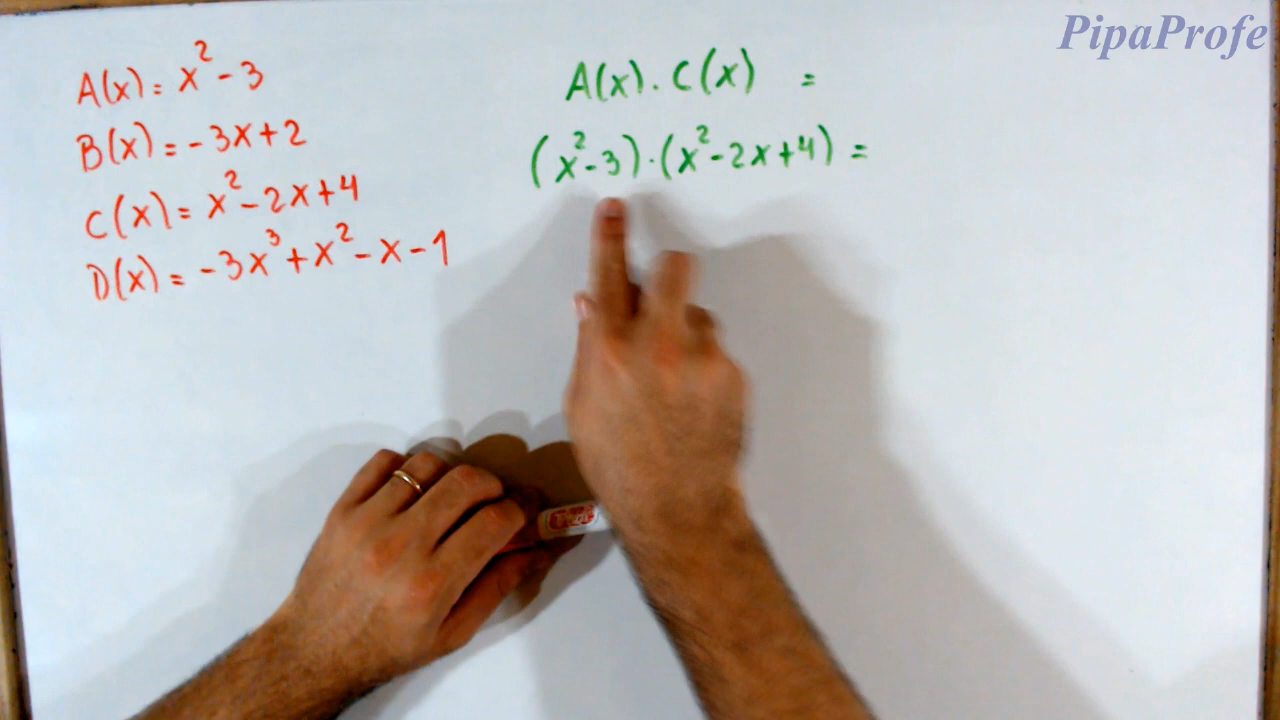 PipaProfe
A(x) = x² - 3
B(x) = - 3x + 2
C(x) = x² - 2x + 4
D(x) = - 3x³ + x² - x - 1
A(x) . C(x) =
(x² - 3) · (x² - 2x + 4) =